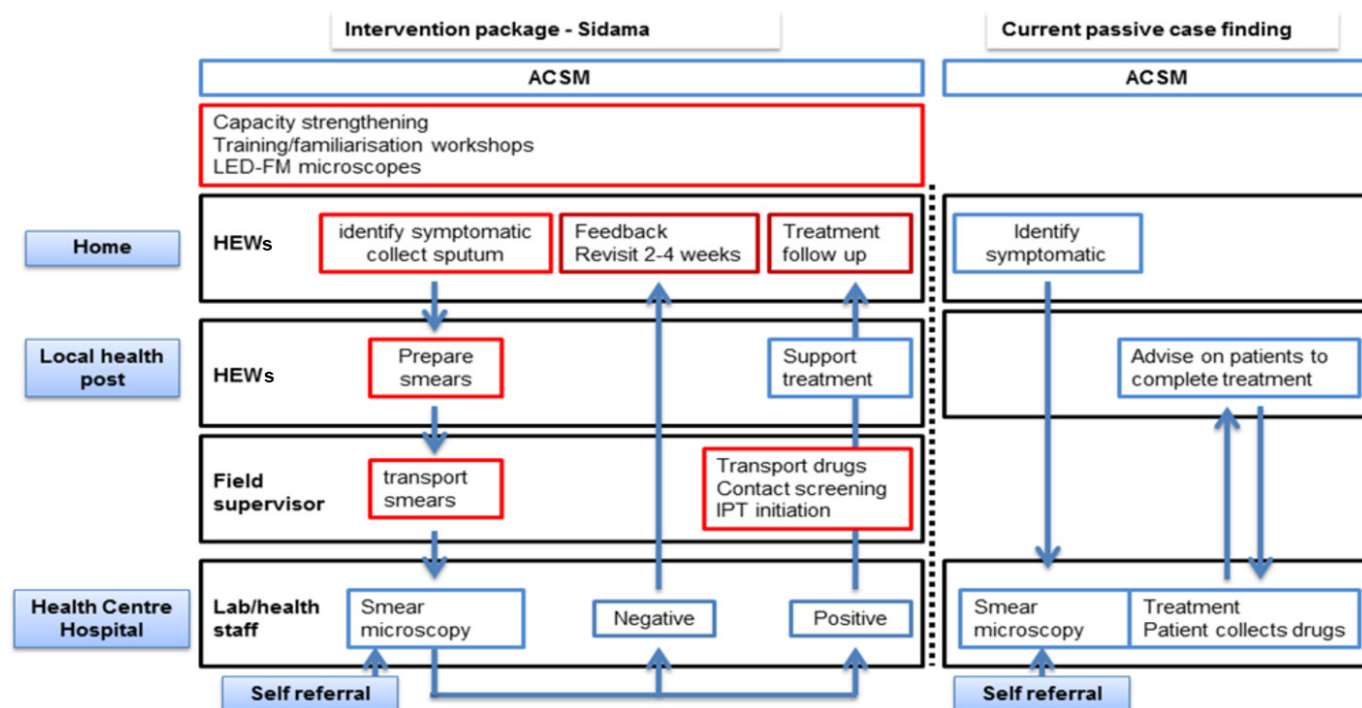 Intervention package - Sidama
Current passive case finding
ACSM
ACSM
Capacity strengthening
Training/familiarisation workshops
LED-FM microscopes
Home
HEWs
identify symptomatic
collect sputum
Feedback
Revisit 2-4 weeks
Treatment
follow up
Identify
symptomatic
Local health
post
HEWs
Prepare
smears
Support
treatment
Advise on patients to
complete treatment
Field
supervisor
transport
smears
Transport drugs
Contact screening
IPT initiation
Health Centre
Hospital
Lab/health
staff
Smear
microscopy
Negative
Positive
Smear
microscopy
Treatment
Patient collects drugs
Self referral
Self referral